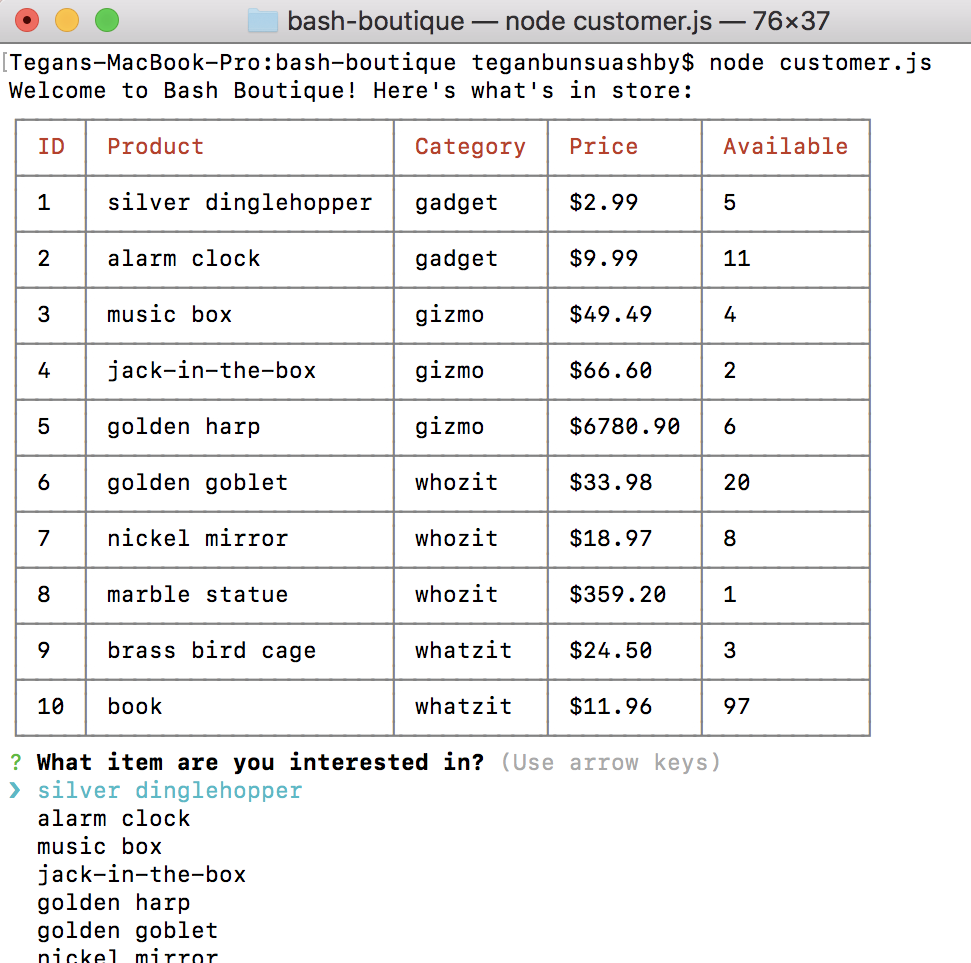 bash-boutique — node customer.js — 76×37
[Tegans-MacBook-Pro:bash-boutique teganbunsuashby$ node customer.js
Welcome to Bash Boutique! Here's what's in store:
ID Product Category Price Available
1 silver dinglehopper gadget $2.99 5
2 alarm clock gadget $9.99 11
3 music box gizmo $49.49 4
4 jack-in-the-box gizmo $66.60 2
5 golden harp gizmo $6780.90 6
6 golden goblet whozit $33.98 20
7 nickel mirror whozit $18.97 8
8 marble statue whozit $359.20 1
9 brass bird cage whatzit $24.50 3
10 book whatzit $11.96 97
? What item are you interested in? (Use arrow keys)
❯ silver dinglehopper
alarm clock
music box
jack-in-the-box
golden harp
golden goblet
nickel mirror